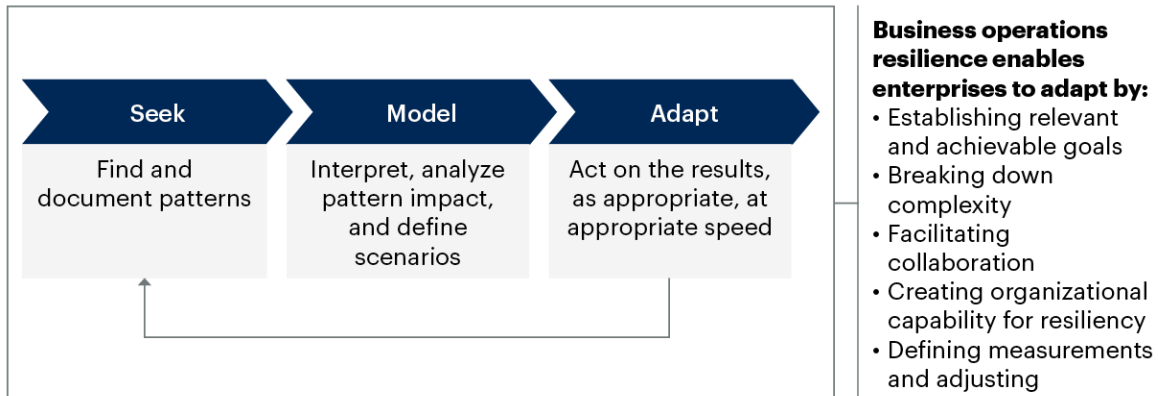 Seek
Find and
document patterns
Model
Interpret, analyze
pattern impact,
and define
scenarios
Adapt
Act on the results,
as appropriate, at
appropriate speed
Business operations
resilience enables
enterprises to adapt by:
• Establishing relevant
and achievable goals
• Breaking down
complexity
• Facilitating
collaboration
• Creating organizational
capability for resiliency
• Defining measurements
and adjusting